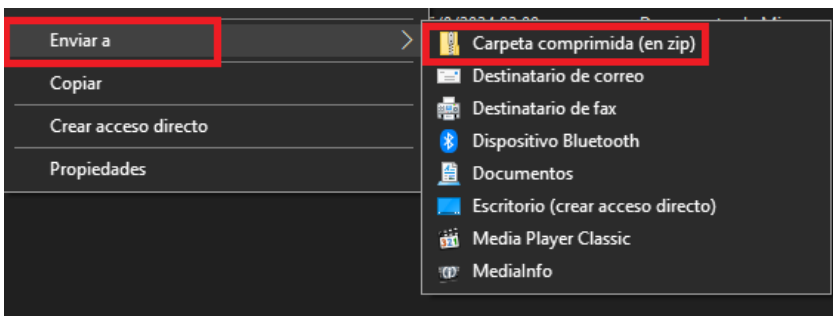 Enviar a
Copiar
Crear acceso directo
Propiedades
Carpeta comprimida (en zip)
Destinatario de correo
Destinatario de fax
Dispositivo Bluetooth
Documentos
Escritorio (crear acceso directo)
Media Player Classic
MediaInfo